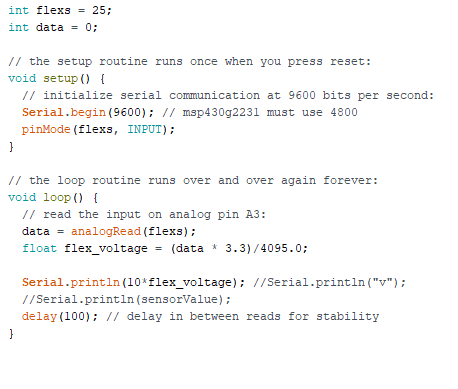 int flexs = 25;
int data = 0;
// the setup routine runs once when you press reset:
void setup() {
// initialize serial communication at 9600 bits per second:
Serial.begin(9600); // msp430g2231 must use 4800
pinMode(flexs, INPUT);
}
// the loop routine runs over and over again forever:
void loop() {
// read the input on analog pin A3:
data = analogRead(flexs);
float flex_voltage = (data * 3.3)/4095.0;
Serial.println(10*flex_voltage); //Serial.println("v");
//Serial.println(sensorValue);
delay(100); // delay in between reads for stability
}